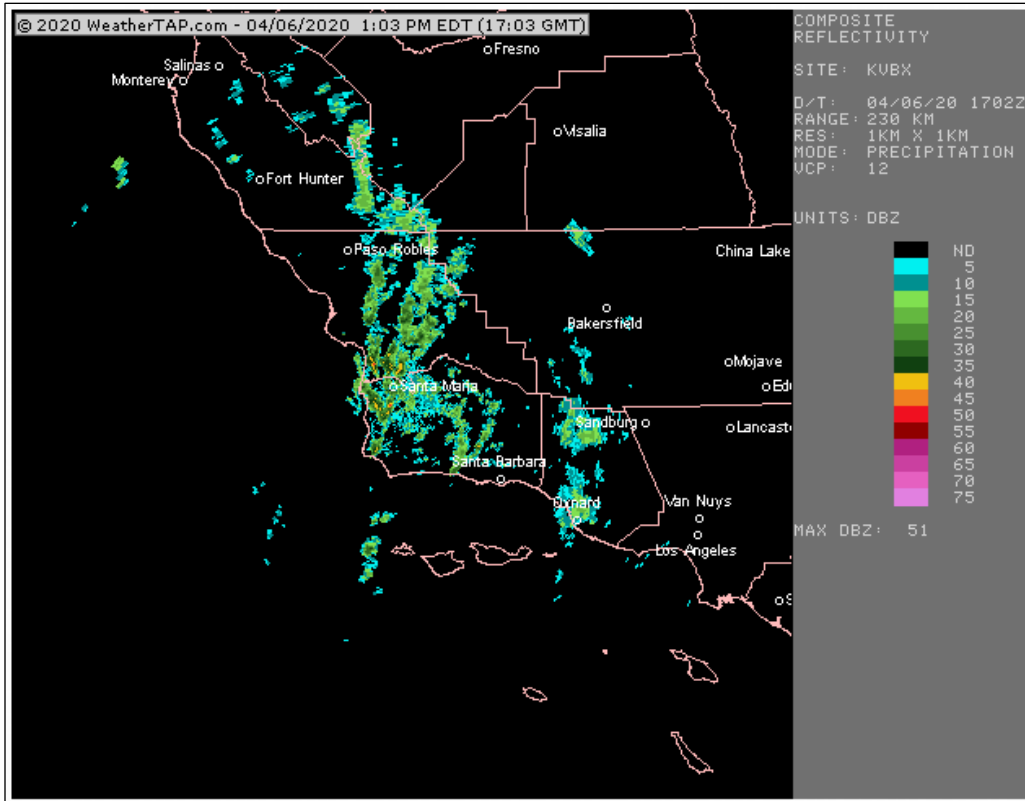 © 2020 WeatherTAP.com - 04/06/2020 1:03 PM EDT (17:03 GMT)
Fresno
Salinas
Monterey
Visalia
Fort Hunter
Paso Robles
China Lake
Bakersfield
Mojave
Santa Maria
Edw
Sandburg
Lancaste
Santa Barbara
Oxnard
Van Nuys
Los Angeles
S
COMPOSITE
REFLECTIVITY
SITE: KVBX
D/T: 04/06/20 1702Z
RANGE: 230 KM
RES: 1KM X 1KM
MODE: PRECIPITATION
VCP: 12
UNITS: DBZ
ND
5
10
15
20
25
30
35
40
45
50
55
60
65
70
75
MAX DBZ: 51